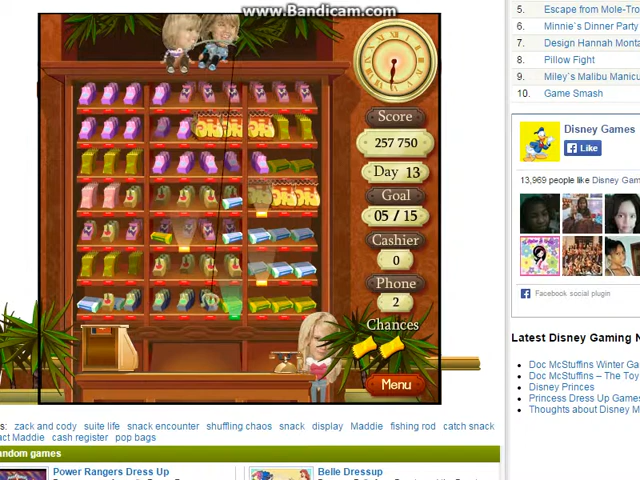 www.Bandicam.com
5. Escape from Mole-Tro
6. Minnie`s Dinner Party
7. Design Hannah Monta
8. Pillow Fight
9. Miley`s Malibu Manicu
10. Game Smash
Score
257 750
Day 13
Goal
05 / 15
Cashier
0
Phone
2
Chances
Menu
Disney Games
Like
13,969 people like Disney Gam
Facebook social plugin
Latest Disney Gaming N
Doc McStuffins Winter Ga
Doc McStuffins – The Toy
Disney Princes
Princess Dress Up Games
Thoughts about Disney M
s: zack and cody suite life snack encounter shuffling chaos snack display Maddie fishing rod catch snack
act Maddie cash register pop bags
andom games
Power Rangers Dress Up
Belle Dressup